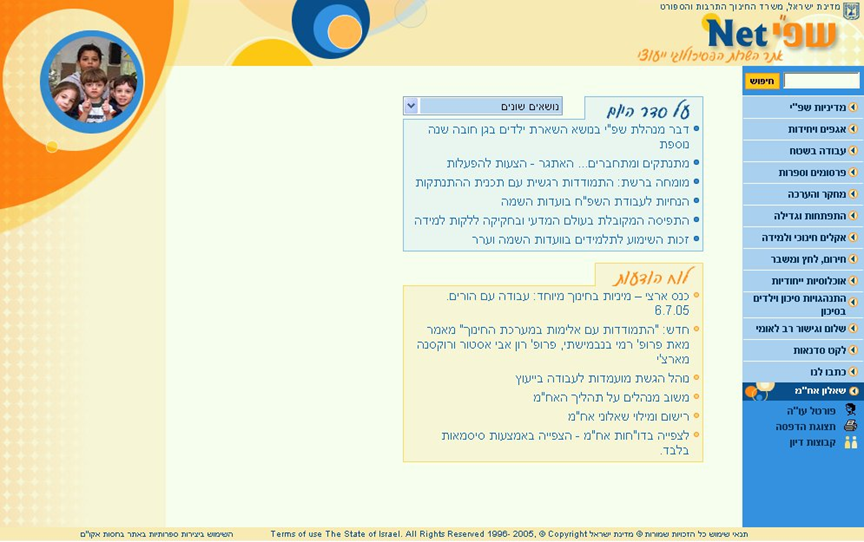 מדינת ישראל, משרד החינוך התרבות והספורט
שפ"י Net
אתר השרות הפסיכולוגי ייעוצי
חיפוש
מדיניות שפ"י
אגפים ויחידות
עבודה בשטח
פרסומים וספרות
מחקר והערכה
התפתחות וגדילה
אקלים חינוכי ולמידה
חירום, לחץ ומשבר
אוכלוסיות ייחודיות
התנהגויות סיכון וילדים
בסיכון
שלום וגישור רב לאומי
לקט סדנאות
כתבו לנו
שאלון אח"מ
פורטל עו"ה
תצוגת הדפסה
קבוצות דיון
על סדר היום
נושאים שונים
דבר מנהלת שפ"י בנושא השארת ילדים בגן חובה שנה
נוספת
מתנתקים ומתחברים... האתגר - הצעות להפעלות
מומחה ברשת: התמודדות רגשית עם תכנית ההתנתקות
הנחיות לעבודת השפ"ח בועדות השמה
התפיסה המקובלת בעולם המדעי ובחקיקה ללקות למידה
זכות השימוע לתלמידים בוועדות השמה וערר
לוח הודעות
כנס ארצי – מיניות בחינוך מיוחד: עבודה עם הורים.
6.7.05
חדש: "התמודדות עם אלימות במערכת החינוך" מאמר
מאת פרופ' רמי בנבנישתי, פרופ' רון אבי אסטור ורוקסנה
מארצ'י
נוהל הגשת מועמדות לעבודה בייעוץ
משוב מנהלים על תהליך האח"מ
רישום ומילוי שאלוני אח"מ
לצפייה בדו"חות אח"מ - הצפייה באמצעות סיסמאות
בלבד.
תנאי שימוש כל הזכויות שמורות © מדינת ישראל Terms of use The State of Israel. All Rights Reserved 1996- 2005, © Copyright
השימוש ביצירות ספרותיות באתר בחסות אקו"ם